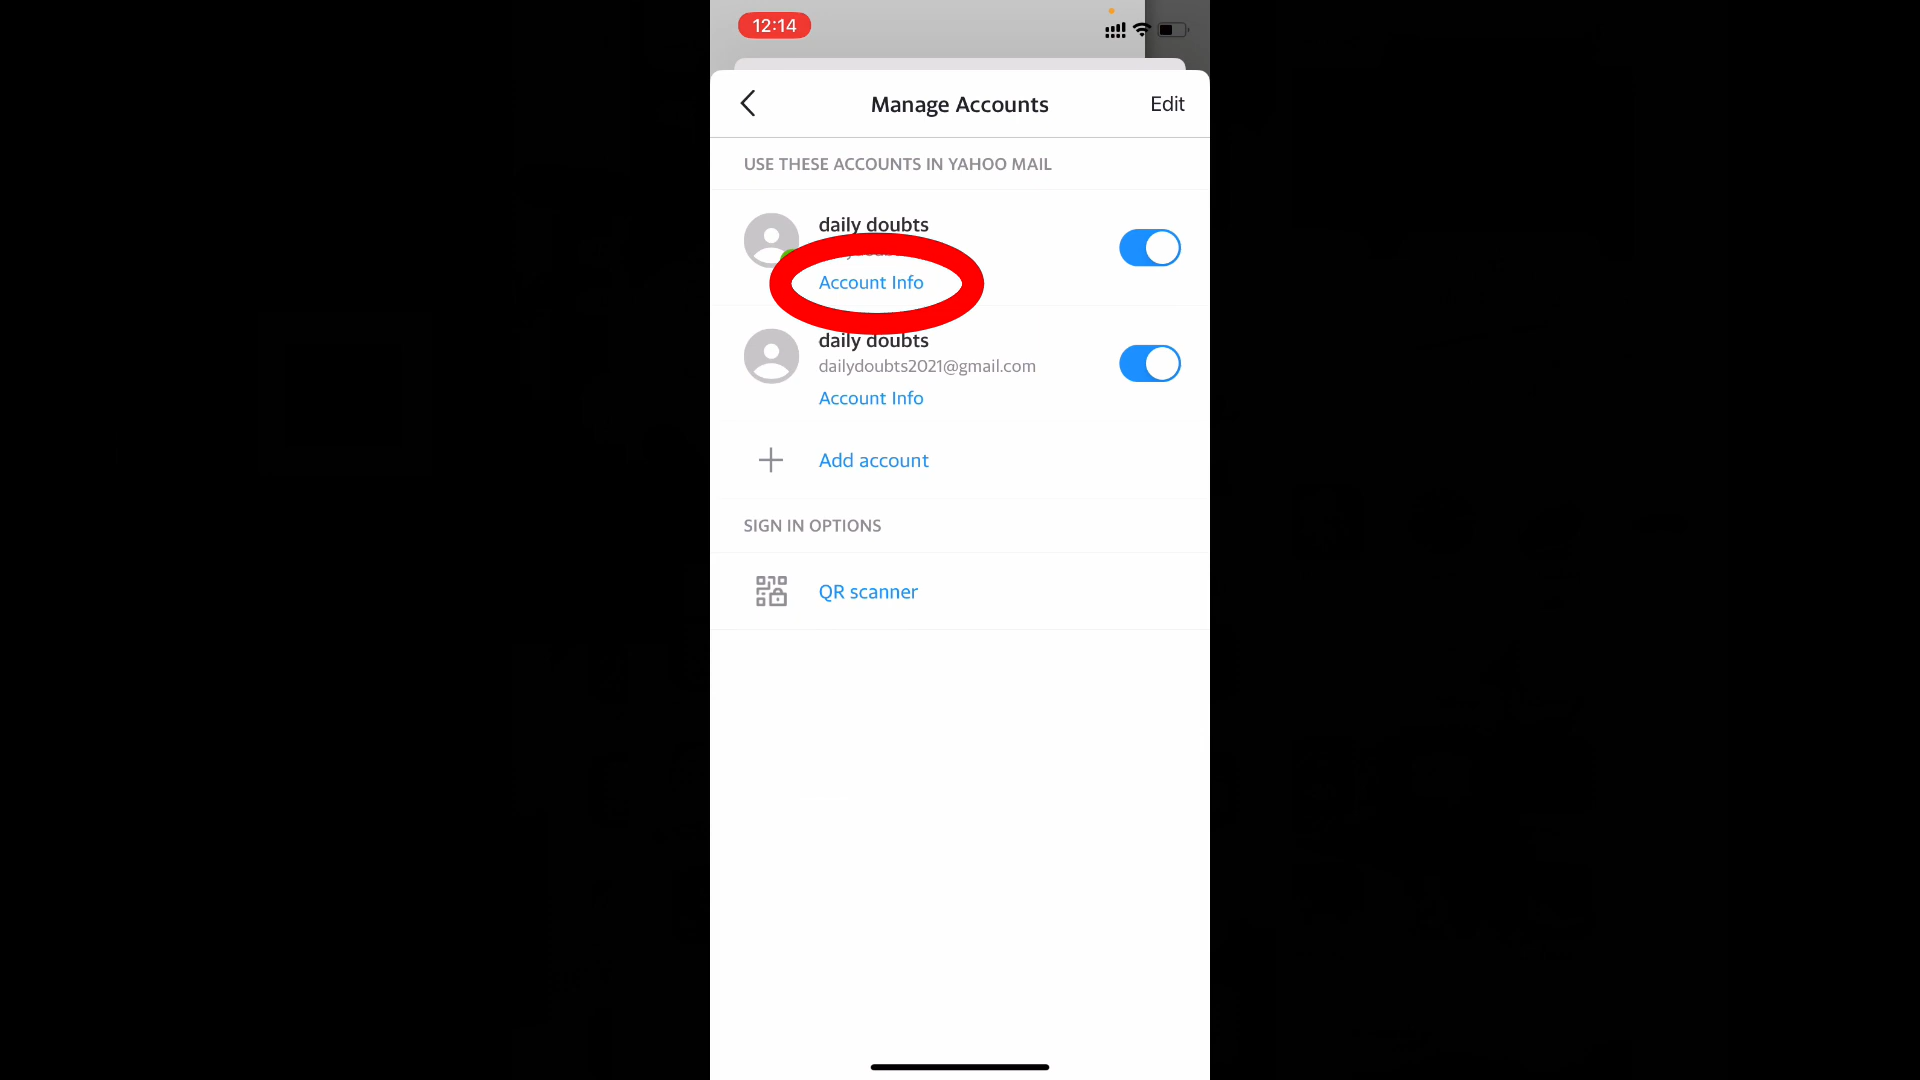 12:14
Manage Accounts
Edit
USE THESE ACCOUNTS IN YAHOO MAIL
daily doubts
Account Info
daily doubts
dailydoubts2021@gmail.com
Account Info
Add account
SIGN IN OPTIONS
QR scanner